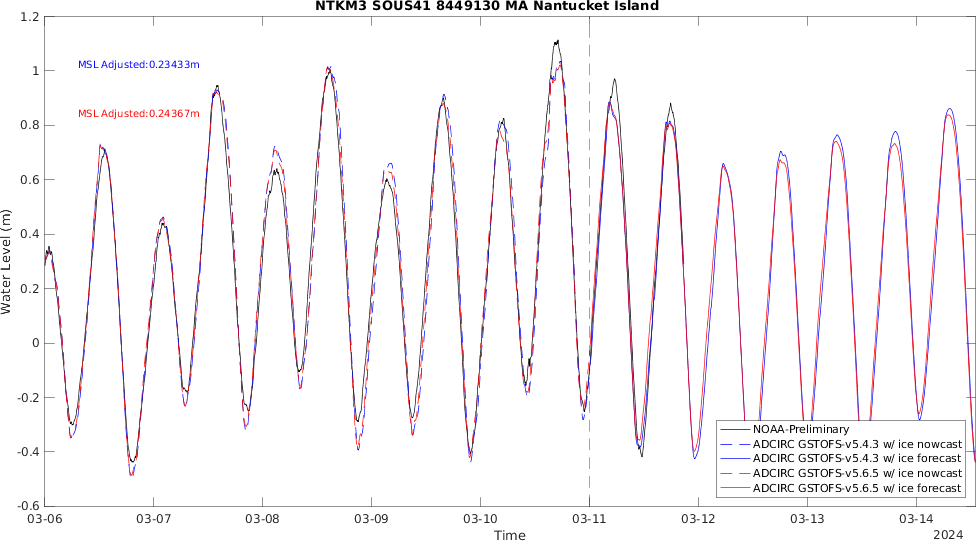 NTKM3 SOUS41 8449130 MA Nantucket Island
1.2
1
0.8
0.6
0.4
0.2
0
-0.2
-0.4
-0.6
Water Level (m)
MSL Adjusted:0.23433m
MSL Adjusted:0.24367m
NOAA-Preliminary
ADCIRC GSTOFS-v5.4.3 w/ ice nowcast
ADCIRC GSTOFS-v5.4.3 w/ ice forecast
ADCIRC GSTOFS-v5.6.5 w/ ice nowcast
ADCIRC GSTOFS-v5.6.5 w/ ice forecast
03-06 03-07 03-08 03-09 03-10 03-11 03-12 03-13 03-14
Time
2024